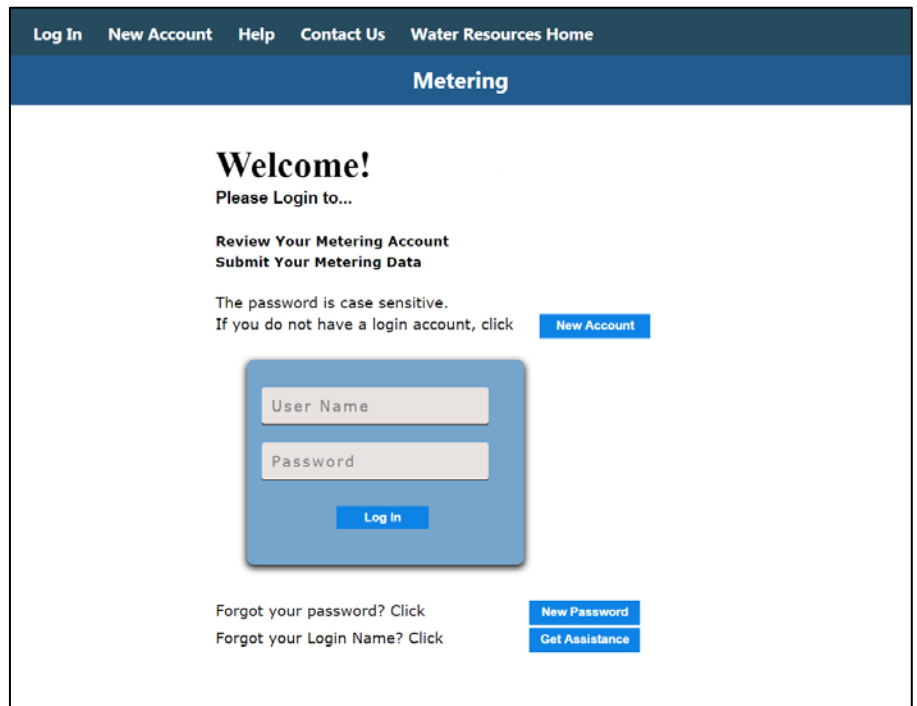 Log In New Account Help Contact Us Water Resources Home
Metering
Welcome!
Please Login to...
Review Your Metering Account
Submit Your Metering Data
The password is case sensitive.
If you do not have a login account, click New Account
User Name
Password
Log In
Forgot your password? Click New Password
Forgot your Login Name? Click Get Assistance